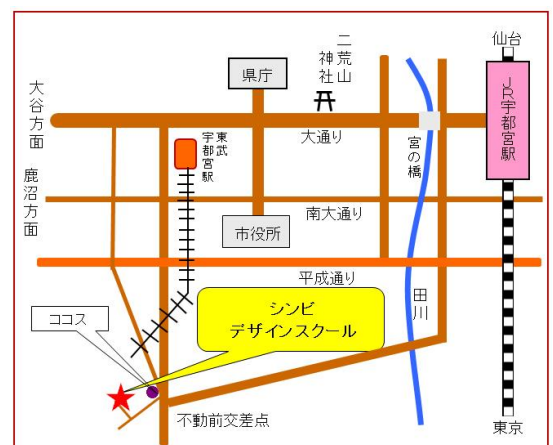 仙台
二荒山
神社
県庁
JR宇都宮駅
大谷方面
東武
宇都宮駅
大通り
宮の橋
鹿沼方面
南大通り
市役所
平成通り
田川
シンビ
デザインスクール
ココス
不動前交差点
東京